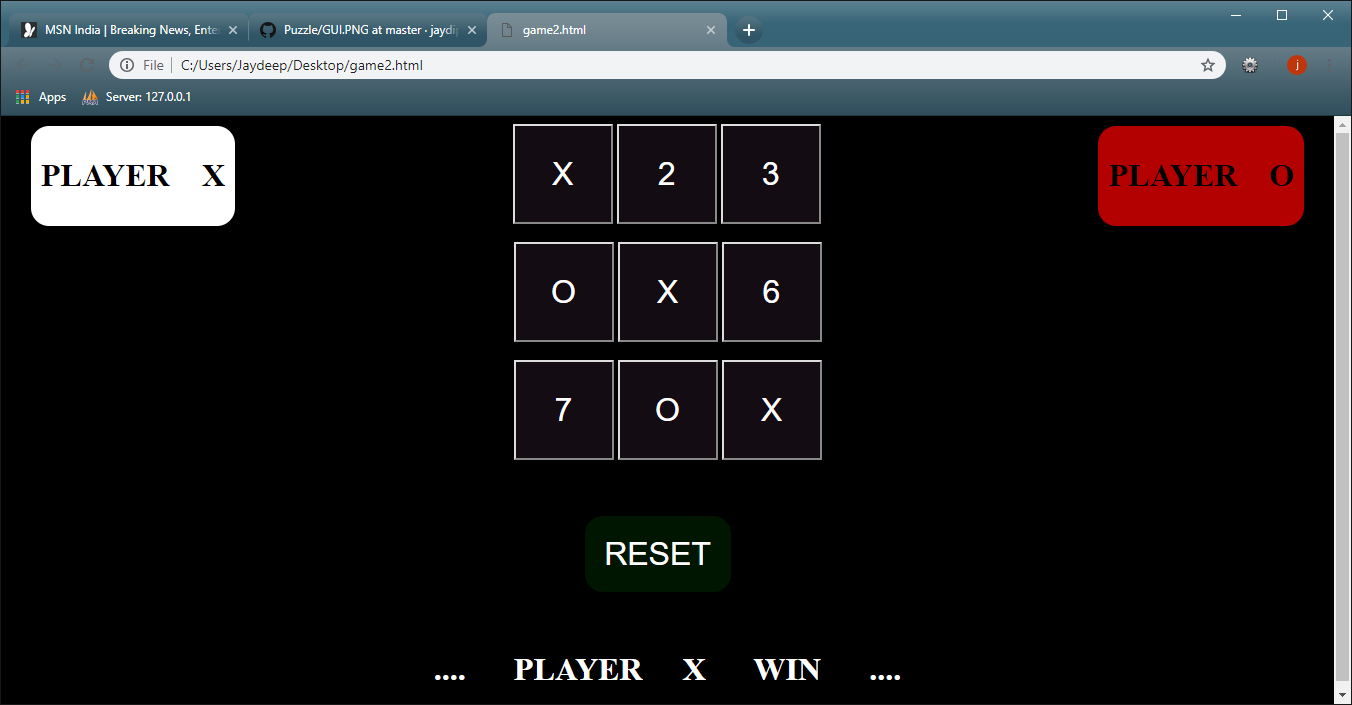 MSN India | Breaking News, Ente
Puzzle/GUI.PNG at master · jaydip
game2.html
File
C:/Users/Jaydeep/Desktop/game2.html
j
Apps
Server: 127.0.0.1
PLAYER X
X 2 3
PLAYER O
O X 6
7 O X
RESET
.... PLAYER X WIN ....